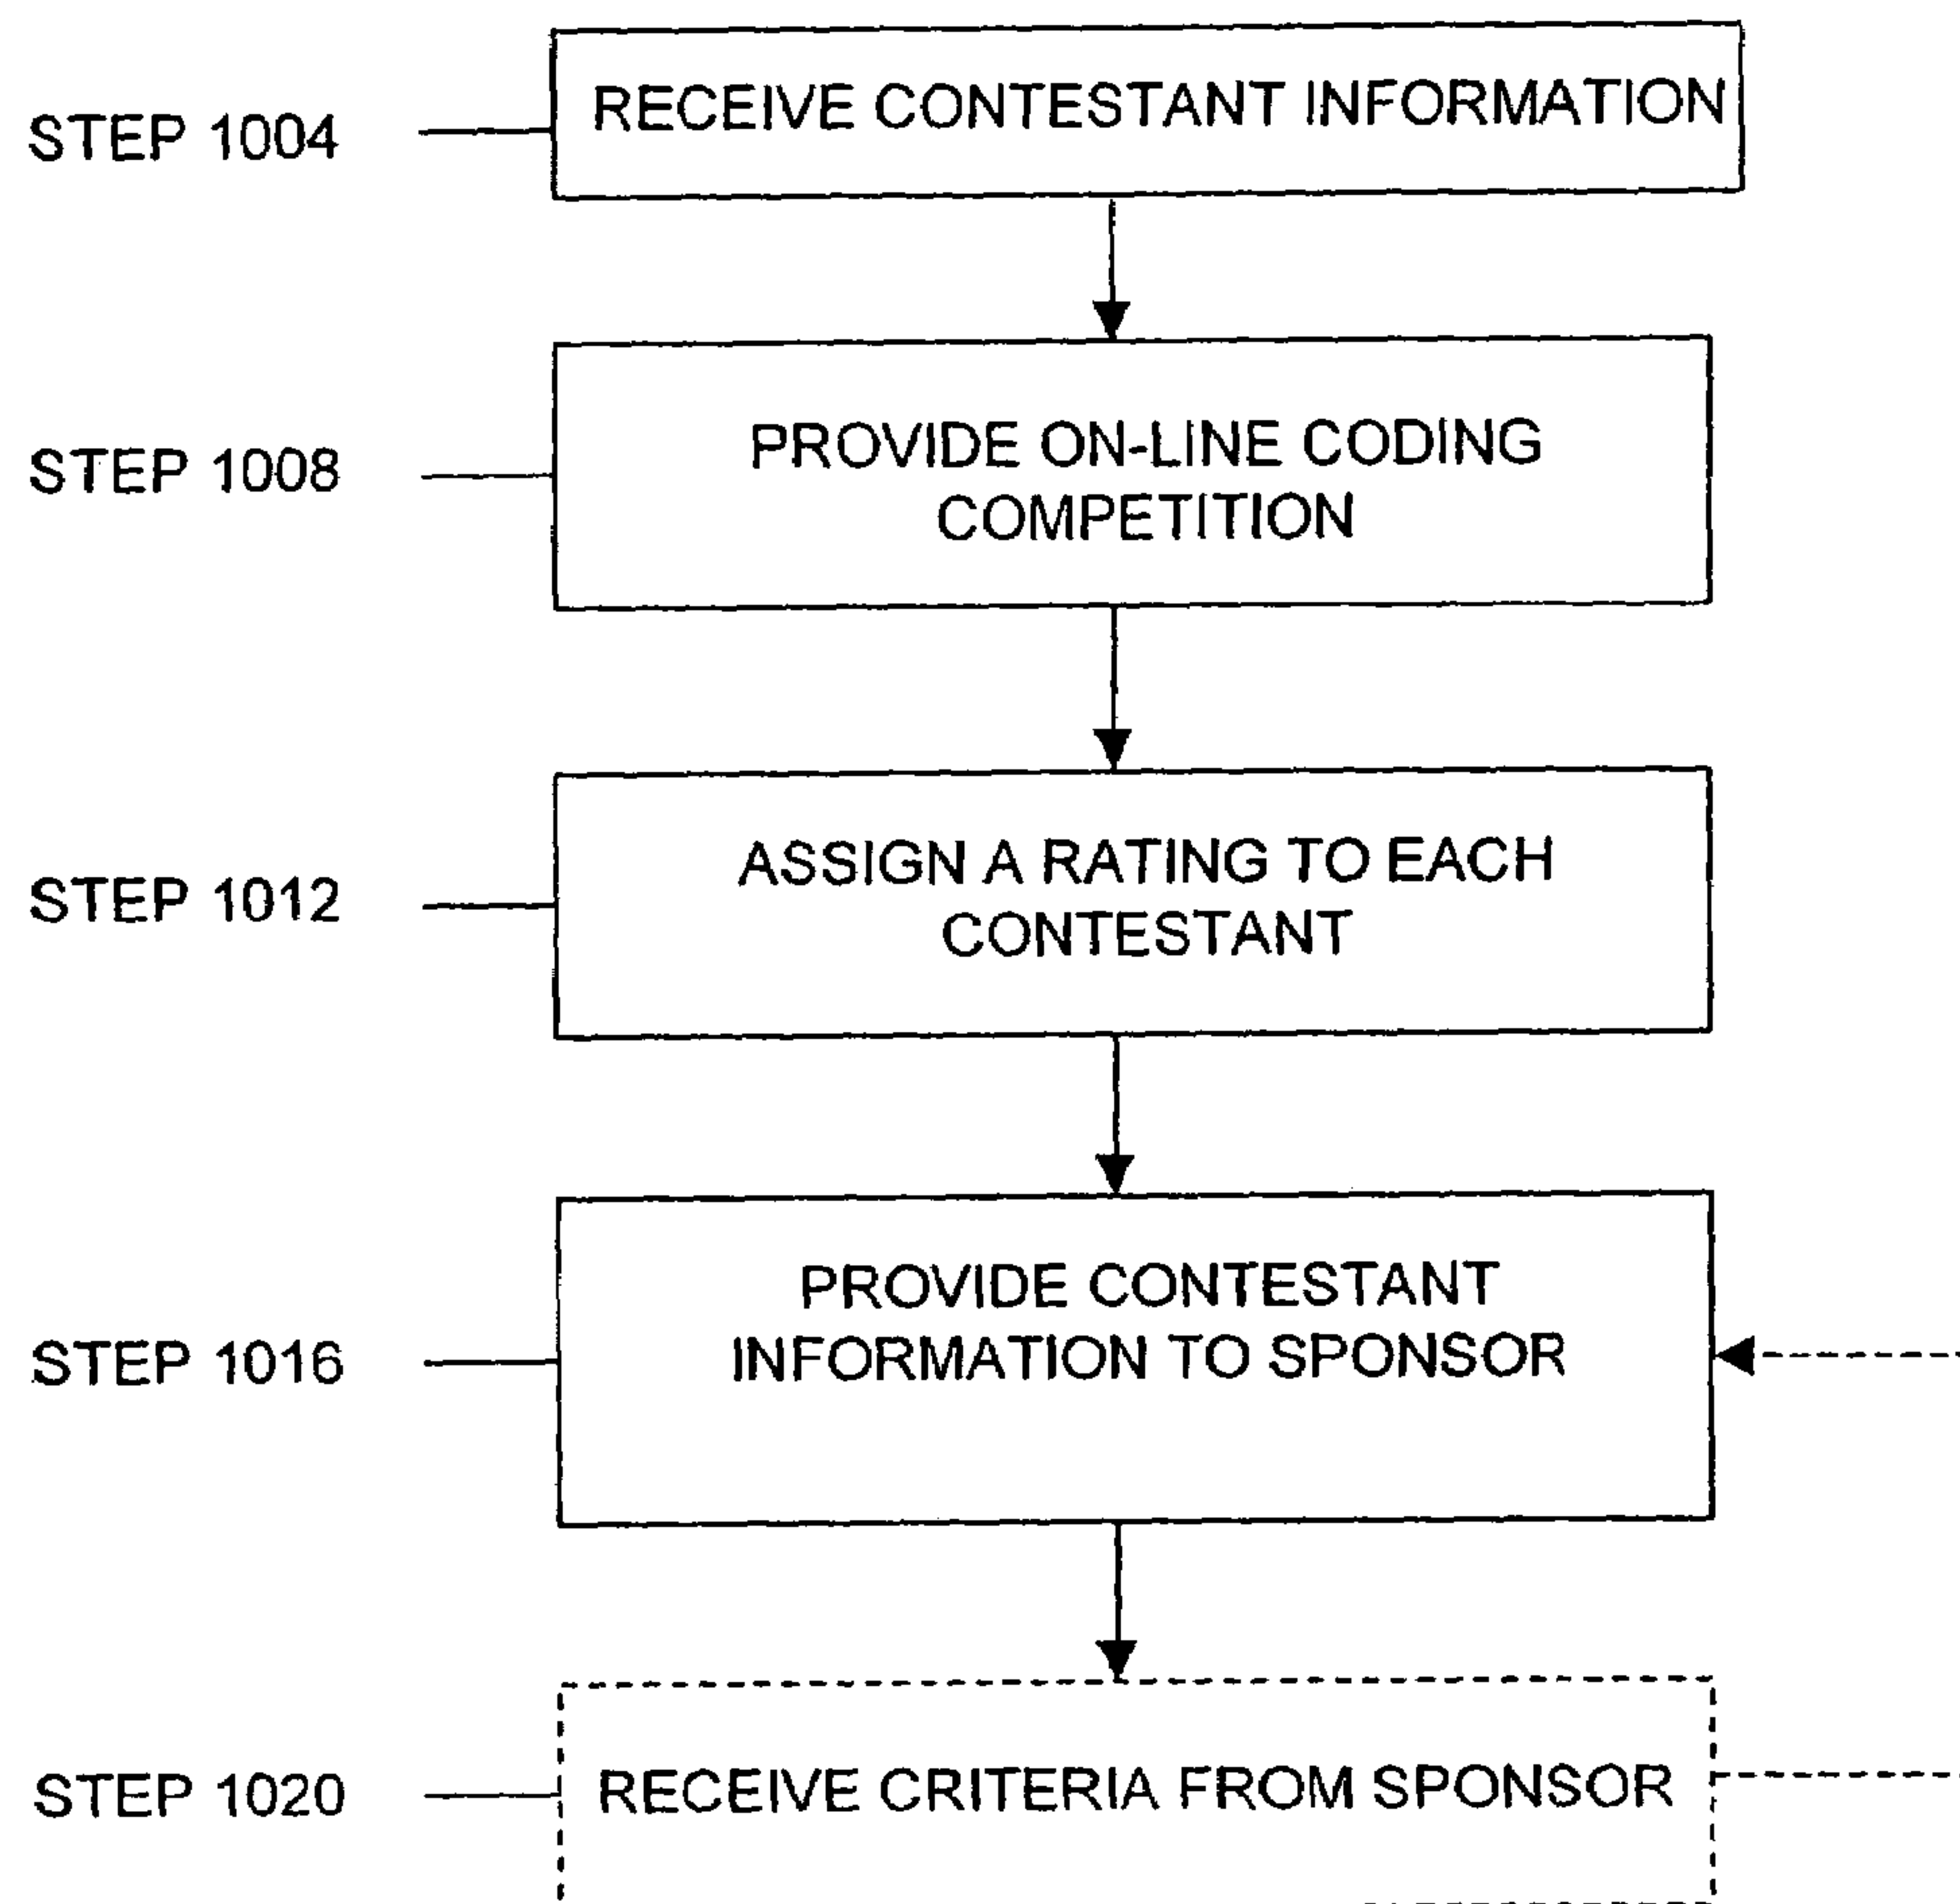 STEP 1004
RECEIVE CONTESTANT INFORMATION
STEP 1008
PROVIDE ON-LINE CODING
COMPETITION
STEP 1012
ASSIGN A RATING TO EACH
CONTESTANT
STEP 1016
PROVIDE CONTESTANT
INFORMATION TO SPONSOR
STEP 1020
RECEIVE CRITERIA FROM SPONSOR